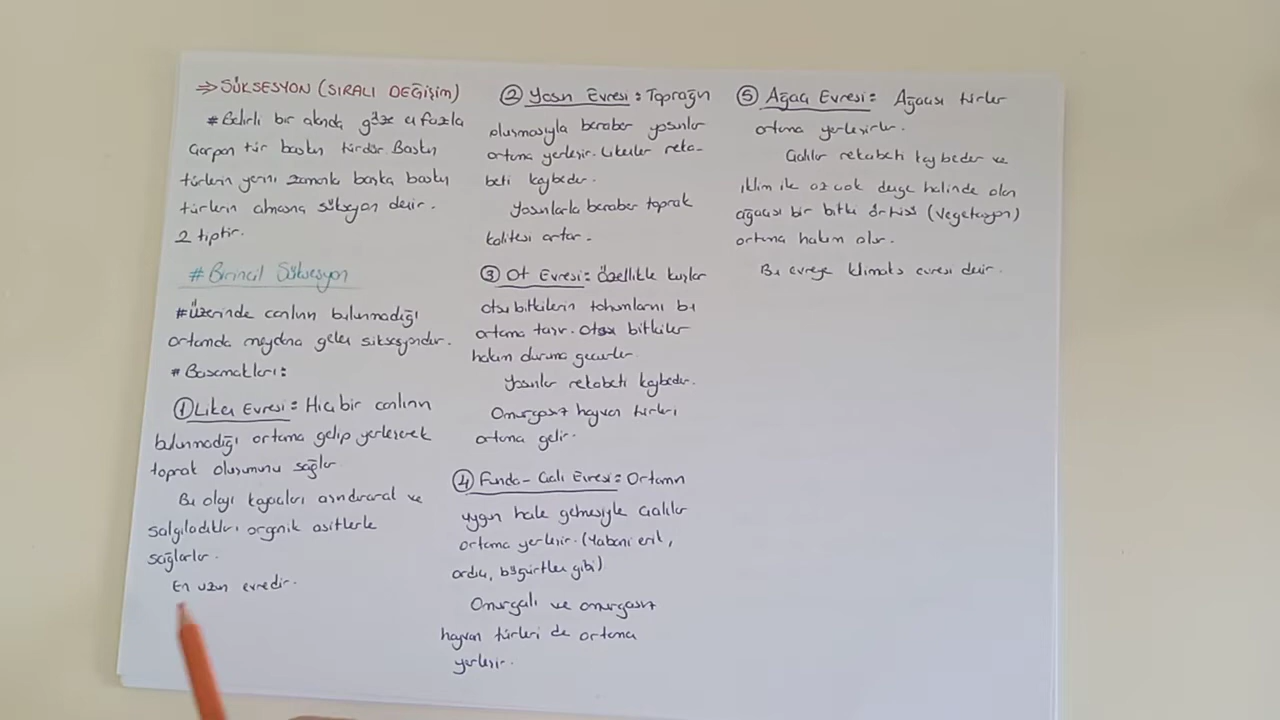 ⇒ SÜKSESYON (SIRALI DEĞİŞİM)
# Belirli bir alanda göze en fazla
çarpan tür baskın türdür. Baskın
türlerin yerini zamanla başka baskın
türlerin almasına süksesyon denir.
2 tiptir.
# Birincil Süksesyon
# Üzerinde canlının bulunmadığı
ortamda meydana gelen süksesyondur.
# Basamakları:
① Liken Evresi: Hiçbir canlının
bulunmadığı ortama gelip yerleşerek
toprak oluşumunu sağlar.
Bu olayı kayaçları aşındırarak ve
salgıladıkları organik asitlerle
sağlarlar.
En uzun evredir.
② Yosun Evresi: Toprağın
oluşmasıyla beraber yosunlar
ortama yerleşir. Likenler reka-
beti kaybeder.
Yosunlarla beraber toprak
kalitesi artar.
③ Ot Evresi: Özellikle kuşlar
otsu bitkilerin tohumlarını bu
ortama taşır. Otsu bitkiler
hakim duruma geçerler.
Yosunlar rekabeti kaybeder.
Omurgasız hayvan türleri
ortama gelir.
④ Funda-Çalı Evresi: Ortamın
uygun hale gelmesiyle çalılar
ortama yerleşir. (Yabani erik,
ardıç, böğürtlen gibi)
Omurgalı ve omurgasız
hayvan türleri de ortama
yerleşir.
⑤ Ağaç Evresi: Ağaçsı türler
ortama yerleşirler.
Çalılar rekabeti kaybeder ve
iklim ile az çok denge halinde olan
ağaçsı bir bitki örtüsü (Vegetasyon)
ortama hakim olur.
Bu evreye klimaks evresi denir.